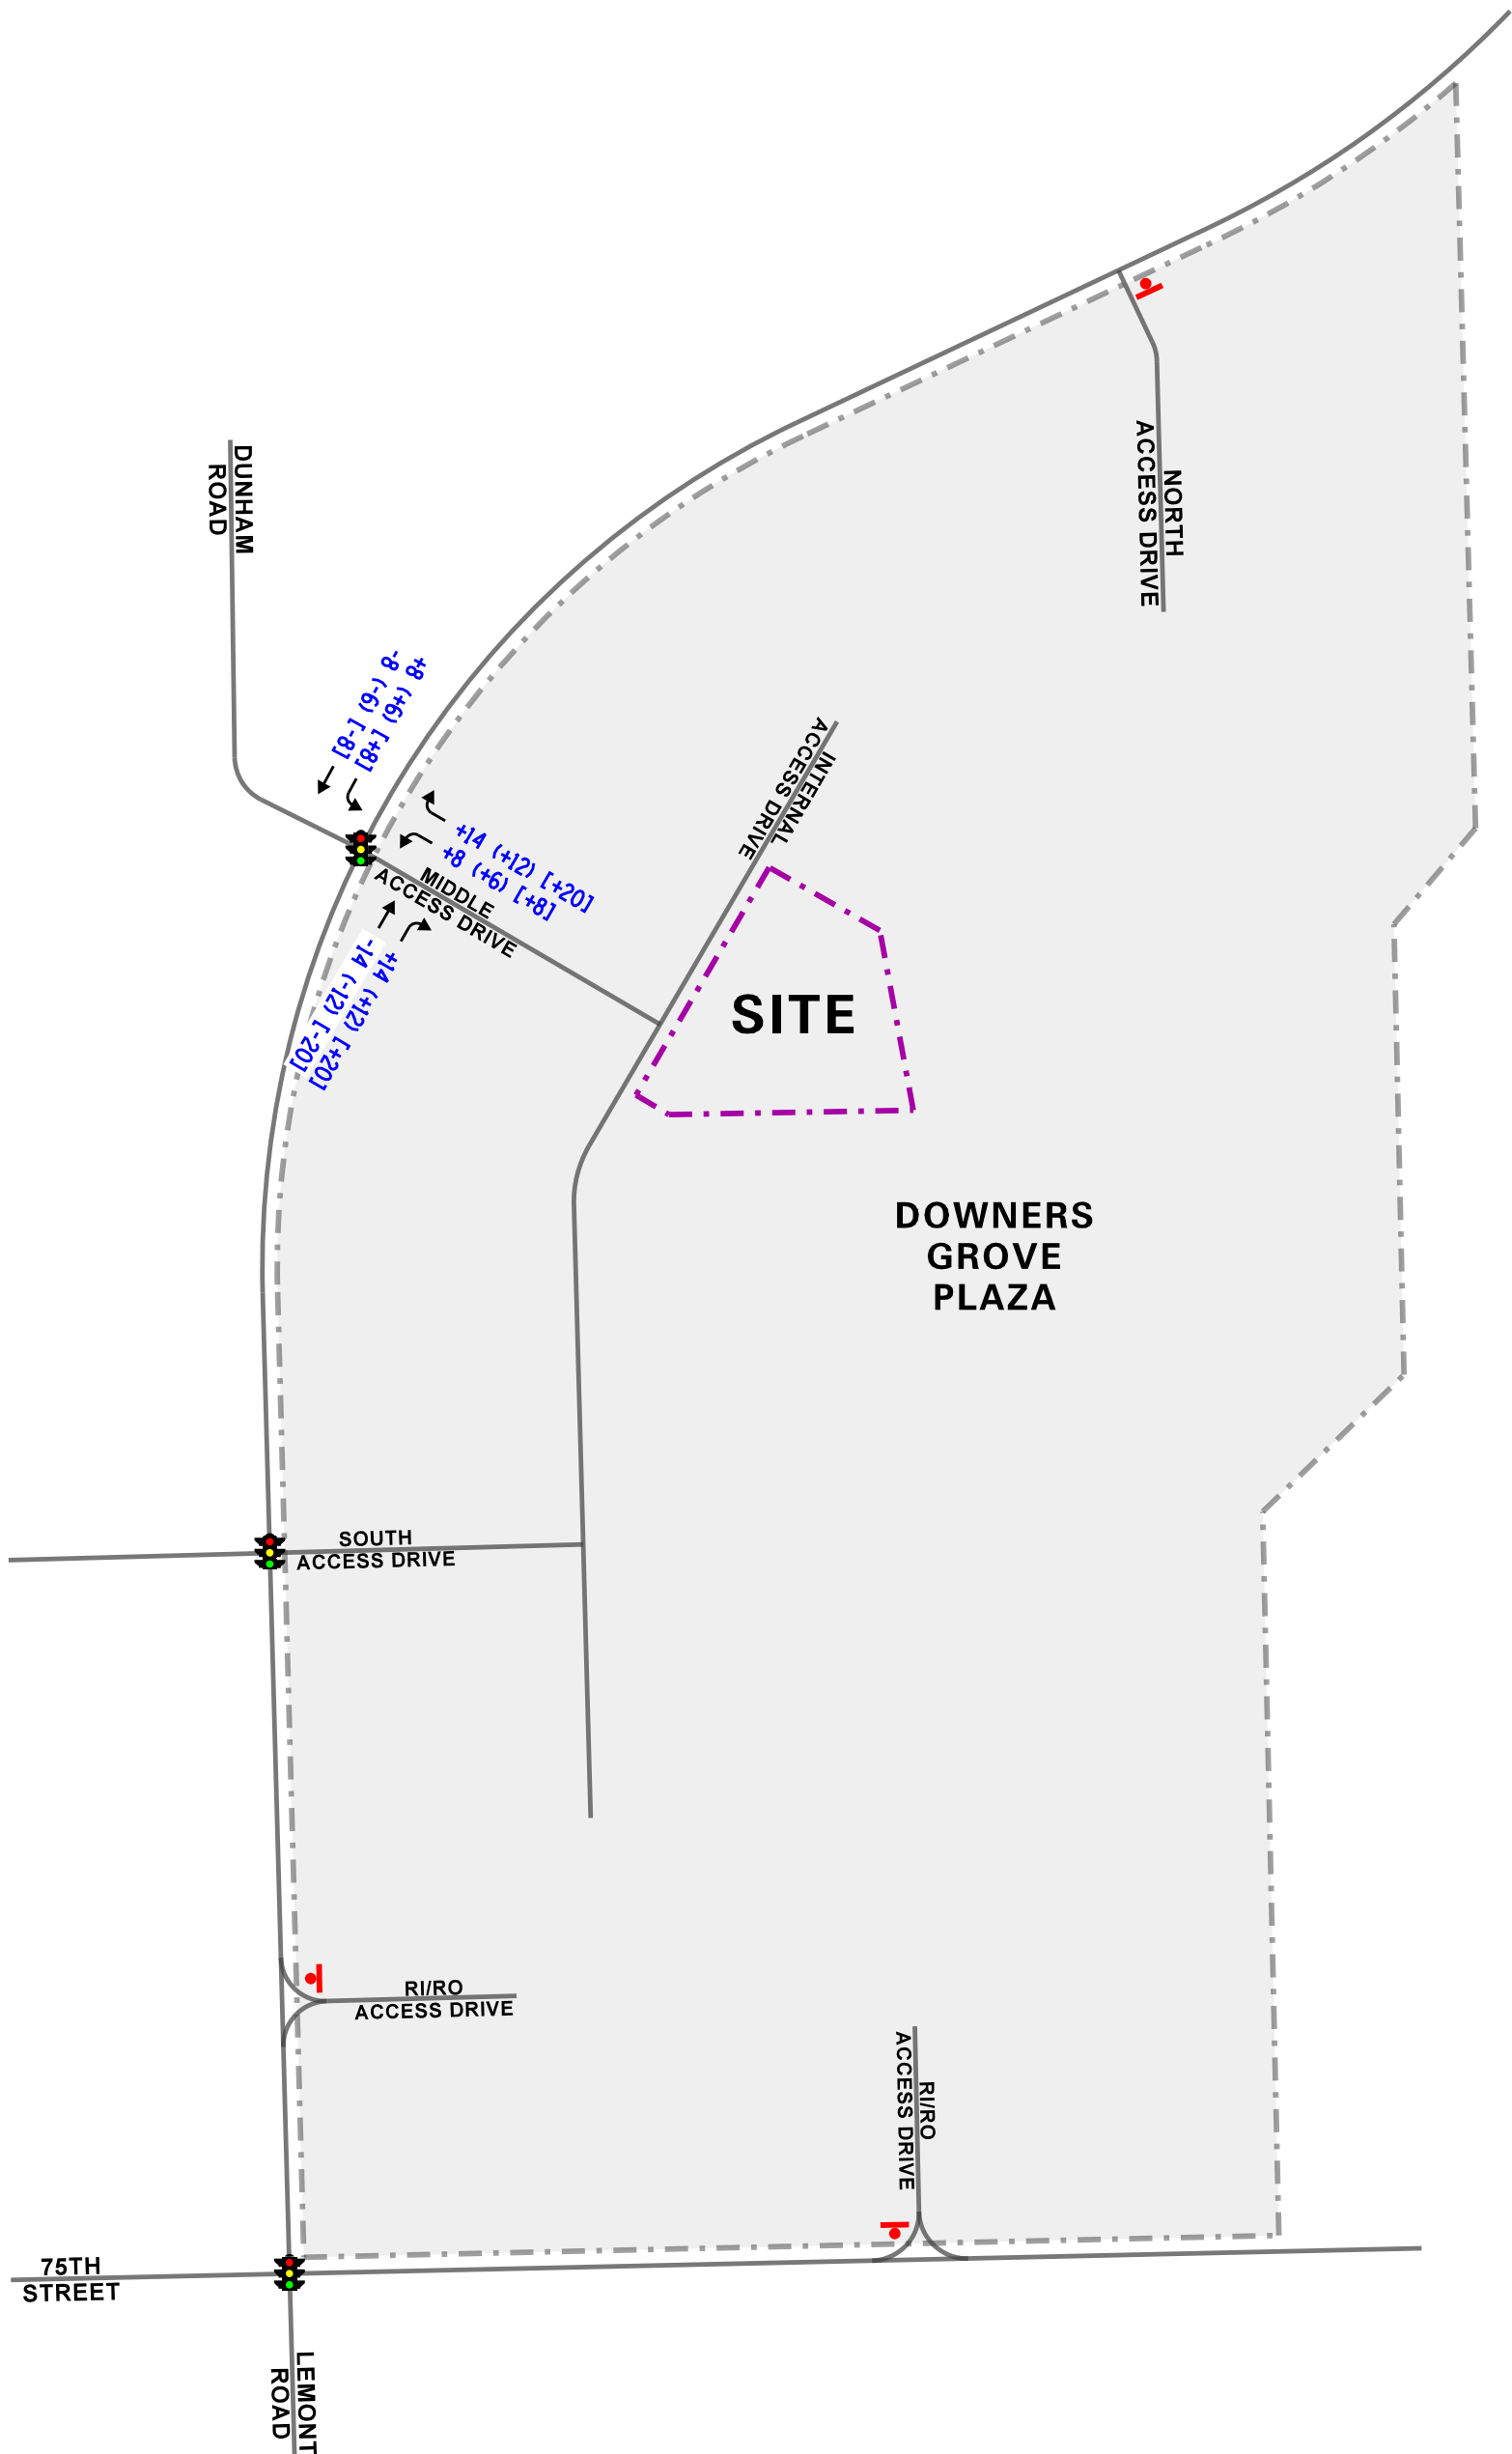 DUNHAM
ROAD
NORTH
ACCESS DRIVE
-8 (-6) [-8]
+8 (+6) [+8]
INTERNAL
ACCESS DRIVE
+14 (+12) [+20]
+8 (+6) [+8]
MIDDLE
ACCESS DRIVE
-14 (-12) [-20]
+14 (+12) [+20]
SITE
DOWNERS
GROVE
PLAZA
SOUTH
ACCESS DRIVE
RI/RO
ACCESS DRIVE
RI/RO
ACCESS DRIVE
75TH
STREET
LEMONT
ROAD